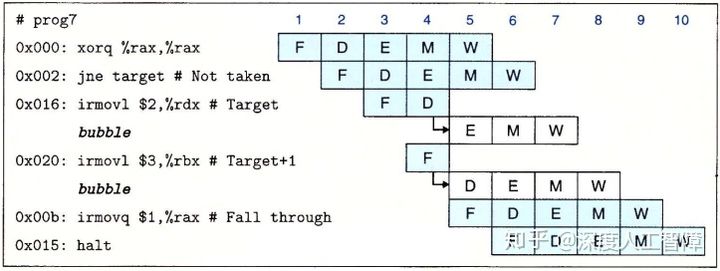 # prog7 1 2 3 4 5 6 7 8 9 10
0x000: xorq %rax,%rax F D E M W
0x002: jne target # Not taken F D E M W
0x016: irmovl $2,%rdx # Target F D
bubble E M W
0x020: irmovl $3,%rbx # Target+1 F
bubble D E M W
0x00b: irmovq $1,%rax # Fall through F D E M W
0x015: halt F D E M W
知乎 @深度人工智障